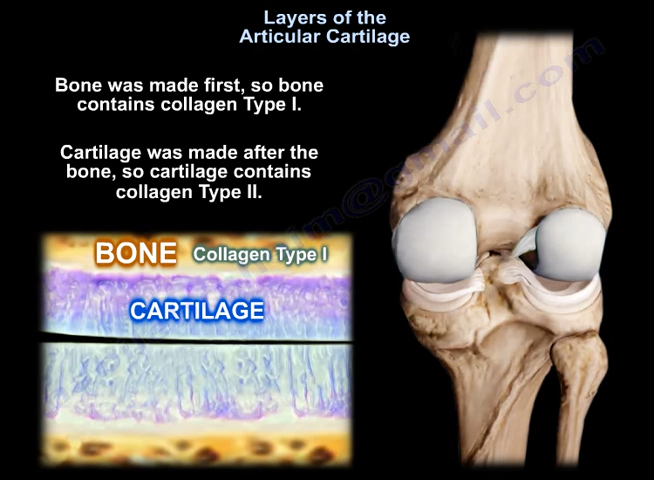 Layers of the
Articular Cartilage
Bone was made first, so bone
contains collagen Type I.
Cartilage was made after the
bone, so cartilage contains
collagen Type II.
BONE Collagen Type I
CARTILAGE